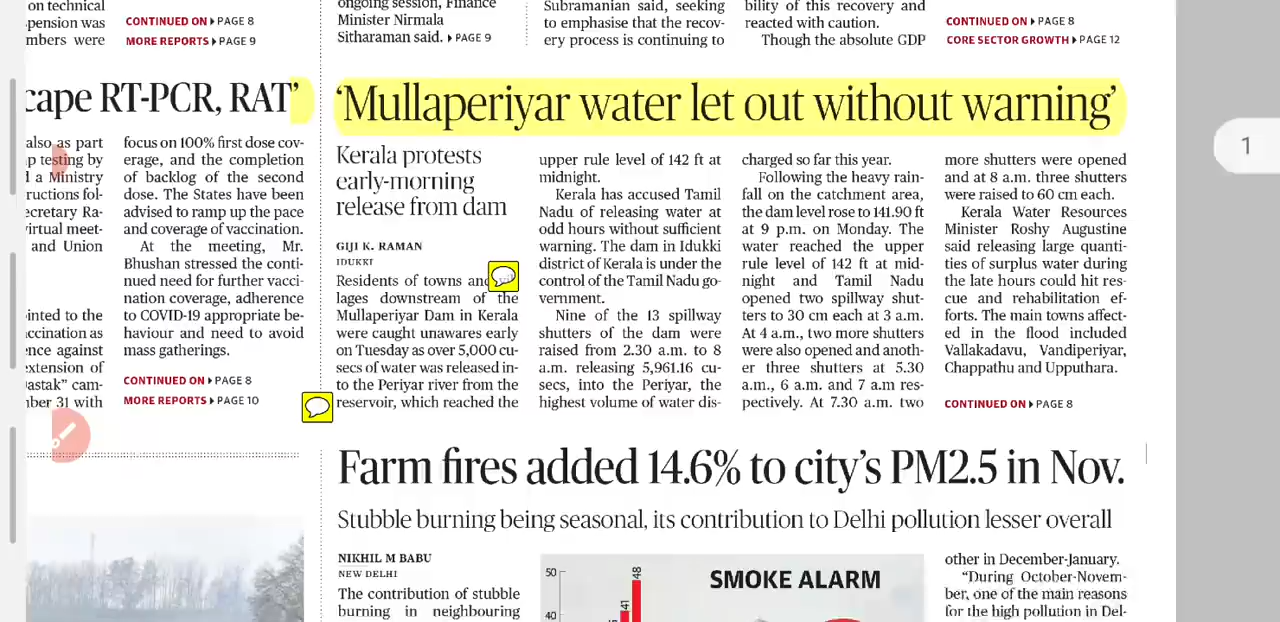 on technical
pension was
mbers were
CONTINUED ON PAGE 8
MORE REPORTS PAGE 9
ongoing session, Finance
Minister Nirmala
Sitharaman said. PAGE 9
Subramanian said, seeking
to emphasise that the recov-
ery process is continuing to
bility of this recovery and
reacted with caution.
Though the absolute GDP
CONTINUED ON PAGE 8
CORE SECTOR GROWTH PAGE 12
cape RT-PCR, RAT’
also as part
p testing by
d a Ministry
ructions fol-
ecretary Ra-
virtual meet-
and Union
ointed to the
accination as
ence against
extension of
Dastak” cam-
mber 31 with
focus on 100% first dose cov-
erage, and the completion
of backlog of the second
dose. The States have been
advised to ramp up the pace
and coverage of vaccination.
At the meeting, Mr.
Bhushan stressed the conti-
nued need for further vacci-
nation coverage, adherence
to COVID-19 appropriate be-
haviour and need to avoid
mass gatherings.
CONTINUED ON PAGE 8
MORE REPORTS PAGE 10
‘Mullaperiyar water let out without warning’
Kerala protests
early-morning
release from dam
GIJI K. RAMAN
IDUKKI
Residents of towns and vil-
lages downstream of the
Mullaperiyar Dam in Kerala
were caught unawares early
on Tuesday as over 5,000 cu-
secs of water was released in-
to the Periyar river from the
reservoir, which reached the
upper rule level of 142 ft at
midnight.
Kerala has accused Tamil
Nadu of releasing water at
odd hours without sufficient
warning. The dam in Idukki
district of Kerala is under the
control of the Tamil Nadu go-
vernment.
Nine of the 13 spillway
shutters of the dam were
raised from 2.30 a.m. to 8
a.m. releasing 5,961.16 cu-
secs, into the Periyar, the
highest volume of water dis-
charged so far this year.
Following the heavy rain-
fall on the catchment area,
the dam level rose to 141.90 ft
at 9 p.m. on Monday. The
water reached the upper
rule level of 142 ft at mid-
night and Tamil Nadu
opened two spillway shut-
ters to 30 cm each at 3 a.m.
At 4 a.m., two more shutters
were also opened and anoth-
er three shutters at 5.30
a.m., 6 a.m. and 7 a.m res-
pectively. At 7.30 a.m. two
more shutters were opened
and at 8 a.m. three shutters
were raised to 60 cm each.
Kerala Water Resources
Minister Roshy Augustine
said releasing large quanti-
ties of surplus water during
the late hours could hit res-
cue and rehabilitation ef-
forts. The main towns affect-
ed in the flood included
Vallakadavu, Vandiperiyar,
Chappathu and Upputhara.
CONTINUED ON PAGE 8
1
Farm fires added 14.6% to city’s PM2.5 in Nov.
Stubble burning being seasonal, its contribution to Delhi pollution lesser overall
NIKHIL M BABU
NEW DELHI
The contribution of stubble
burning in neighbouring
50
40
41
48
SMOKE ALARM
other in December-January.
“During October-Novem-
ber, one of the main reasons
for the high pollution in Del-